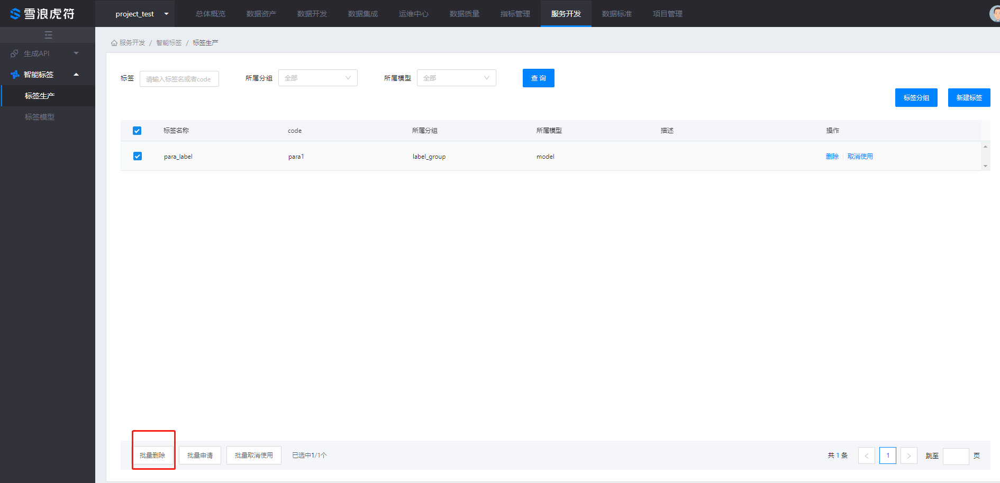 雪浪虎符 project_test 总体概览 数据资产 数据开发 数据集成 运维中心 数据质量 指标管理 服务开发 数据标准 项目管理
生成API
智能标签
标签生产
标签模型
服务开发 / 智能标签 / 标签生产
标签 请输入标签名或者code 所属分组 全部 所属模型 全部 查 询
标签分组 新建标签
标签名称 code 所属分组 所属模型 描述 操作
para_label para1 label_group model 删除 取消使用
批量删除 批量申请 批量取消使用 已选中1/1个 共 1 条 < 1 > 跳至 页